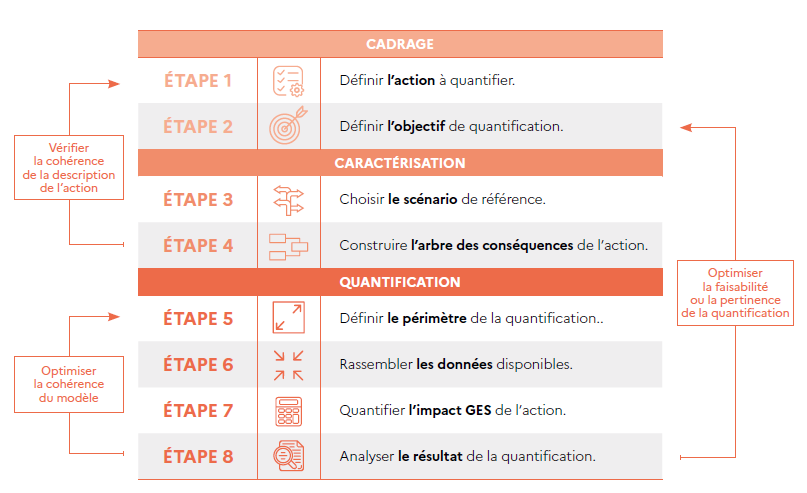 CADRAGE
ÉTAPE 1
Définir l'action à quantifier.
ÉTAPE 2
Définir l'objectif de quantification.
CARACTÉRISATION
ÉTAPE 3
Choisir le scénario de référence.
ÉTAPE 4
Construire l'arbre des conséquences de l'action.
QUANTIFICATION
ÉTAPE 5
Définir le périmètre de la quantification..
ÉTAPE 6
Rassembler les données disponibles.
ÉTAPE 7
Quantifier l'impact GES de l'action.
ÉTAPE 8
Analyser le résultat de la quantification.
Vérifier
la cohérence
de la description
de l'action
Optimiser
la cohérence
du modèle
Optimiser
la faisabilité
ou la pertinence
de la quantification